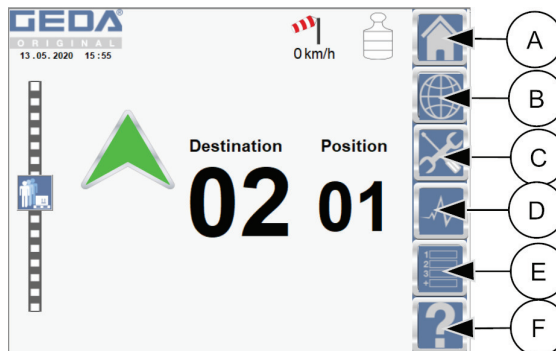 GEDA®
ORIGINAL
13.05.2020 15:55
0 km/h
Destination
Position
02
01
1
2
3
+
?
A
B
C
D
E
F